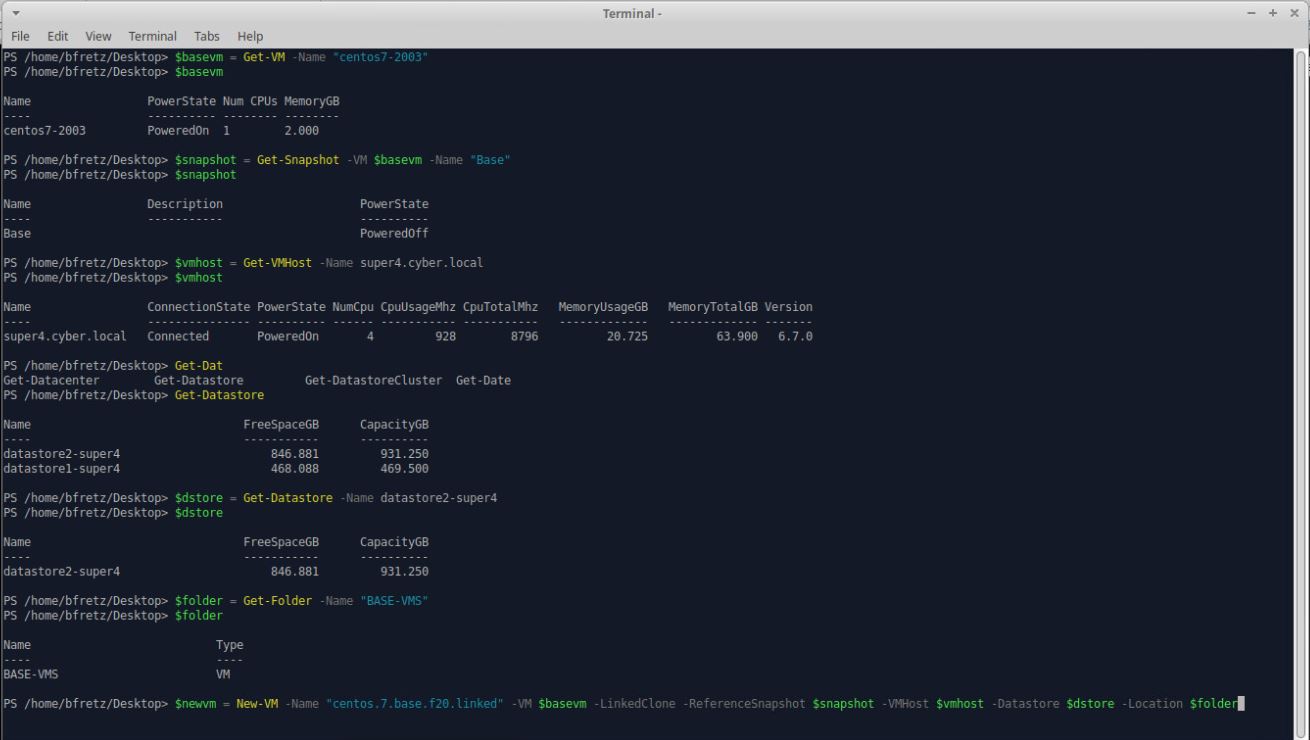 Terminal -
File Edit View Terminal Tabs Help
PS /home/bfretz/Desktop> $basevm = Get-VM -Name "centos7-2003"
PS /home/bfretz/Desktop> $basevm
Name PowerState Num CPUs MemoryGB
---- ---------- -------- --------
centos7-2003 PoweredOn 1 2.000
PS /home/bfretz/Desktop> $snapshot = Get-Snapshot -VM $basevm -Name "Base"
PS /home/bfretz/Desktop> $snapshot
Name Description PowerState
---- ----------- ----------
Base PoweredOff
PS /home/bfretz/Desktop> $vmhost = Get-VMHost -Name super4.cyber.local
PS /home/bfretz/Desktop> $vmhost
Name ConnectionState PowerState NumCpu CpuUsageMhz CpuTotalMhz MemoryUsageGB MemoryTotalGB Version
---- --------------- ---------- ------ ----------- ----------- ------------- ------------- -------
super4.cyber.local Connected PoweredOn 4 928 8796 20.725 63.900 6.7.0
PS /home/bfretz/Desktop> Get-Dat
Get-Datacenter Get-Datastore Get-DatastoreCluster Get-Date
PS /home/bfretz/Desktop> Get-Datastore
Name FreeSpaceGB CapacityGB
---- ----------- ----------
datastore2-super4 846.881 931.250
datastore1-super4 468.088 469.500
PS /home/bfretz/Desktop> $dstore = Get-Datastore -Name datastore2-super4
PS /home/bfretz/Desktop> $dstore
Name FreeSpaceGB CapacityGB
---- ----------- ----------
datastore2-super4 846.881 931.250
PS /home/bfretz/Desktop> $folder = Get-Folder -Name "BASE-VMS"
PS /home/bfretz/Desktop> $folder
Name Type
---- ----
BASE-VMS VM
PS /home/bfretz/Desktop> $newvm = New-VM -Name "centos.7.base.f20.linked" -VM $basevm -LinkedClone -ReferenceSnapshot $snapshot -VMHost $vmhost -Datastore $dstore -Location $folder